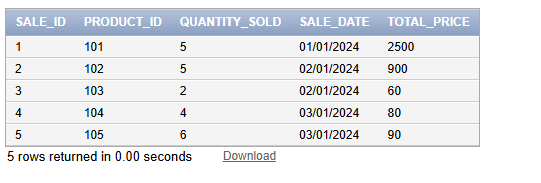 SALE_ID PRODUCT_ID QUANTITY_SOLD SALE_DATE TOTAL_PRICE
1 101 5 01/01/2024 2500
2 102 5 02/01/2024 900
3 103 2 02/01/2024 60
4 104 4 03/01/2024 80
5 105 6 03/01/2024 90
5 rows returned in 0.00 seconds Download